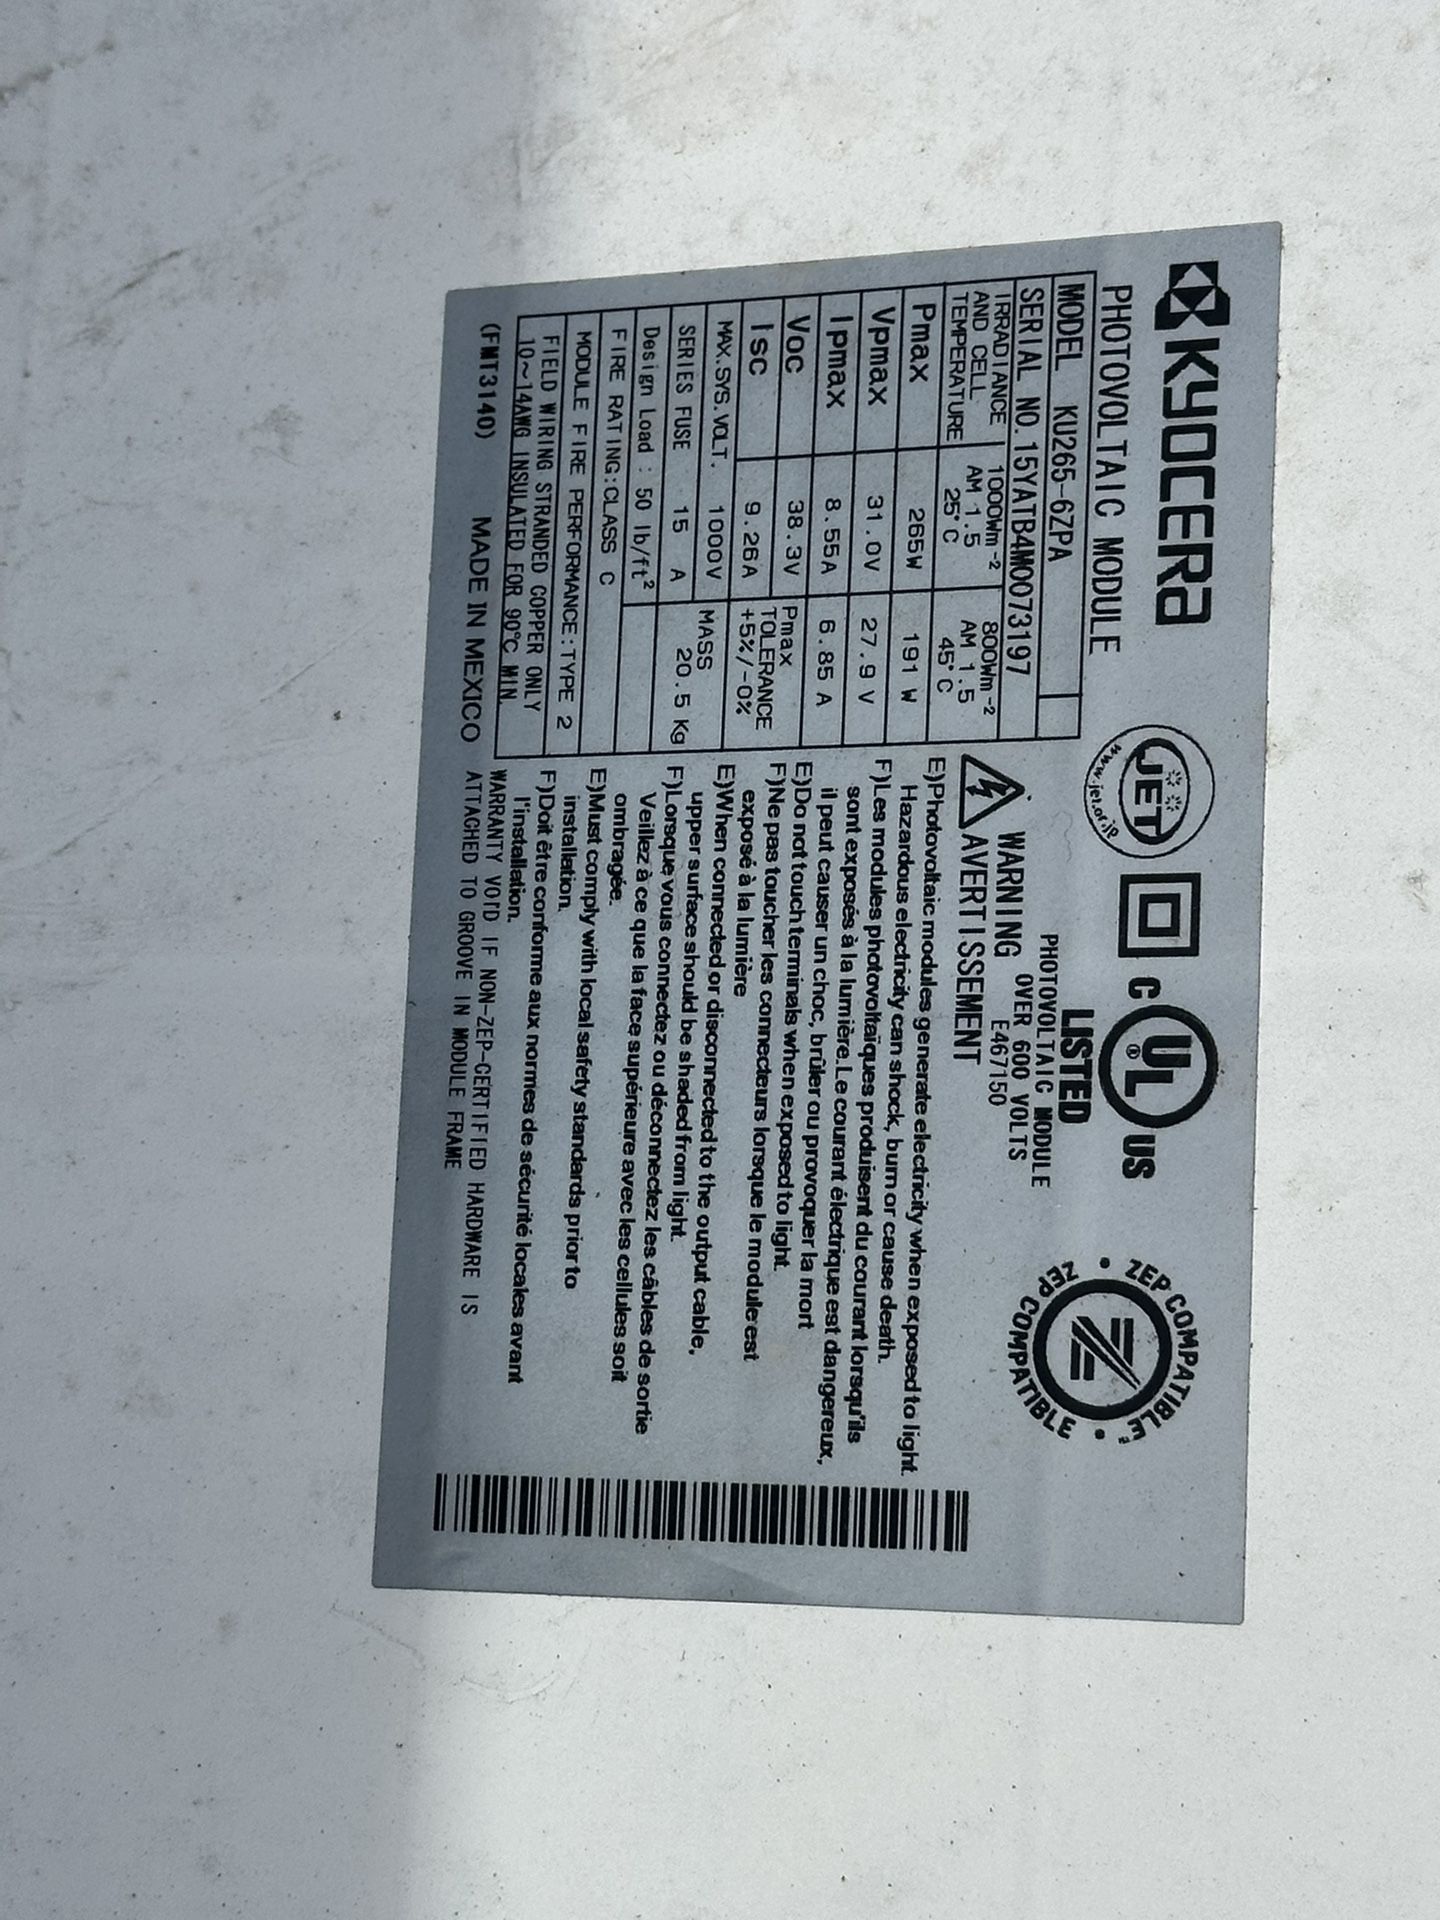 KYOCERA
PHOTOVOLTAIC MODULE
MODEL KU265-6ZPA
SERIAL NO. 15YATB4M0073197
IRRADIANCE AND CELL TEMPERATURE 1000Wm-2 AM 1.5 25°C 800Wm-2 AM 1.5 45°C
Pmax 265W 191 W
Vpmax 31.0V 27.9 V
Ipmax 8.55A 6.85 A
Voc 38.3V Pmax TOLERANCE +5%/-0%
Isc 9.26A
MAX. SYS. VOLT. 1000V MASS 20.5 Kg
SERIES FUSE 15 A
Design Load : 50 lb/ft2
FIRE RATING:CLASS C
MODULE FIRE PERFORMANCE:TYPE 2
FIELD WIRING STRANDED COPPER ONLY
10~14AWG INSULATED FOR 90°C MIN.
(FMT3140) MADE IN MEXICO
JET
www.jet.or.jp
C UL ® US
LISTED
PHOTOVOLTAIC MODULE
OVER 600 VOLTS
E467150
ZEP COMPATIBLE • ZEP COMPATIBLE •
WARNING
AVERTISSEMENT
E)Photovoltaic modules generate electricity when exposed to light.
Hazardous electricity can shock, burn or cause death.
F)Les modules photovoltaïques produisent du courant lorsqu'ils
sont exposés à la lumière. Le courant électrique est dangereux,
il peut causer un choc, brûler ou provoquer la mort
E)Do not touch terminals when exposed to light.
F)Ne pas toucher les connecteurs lorsque le module est
exposé à la lumière
E)When connected or disconnected to the output cable,
upper surface should be shaded from light.
F)Lorsque vous connectez ou déconnectez les câbles de sortie
Veillez à ce que la face supérieure avec les cellules soit
ombragée.
E)Must comply with local safety standards prior to
installation.
F)Doit être conforme aux normes de sécurité locales avant
l'installation.
WARRANTY VOID IF NON-ZEP-CERTIFIED HARDWARE IS
ATTACHED TO GROOVE IN MODULE FRAME